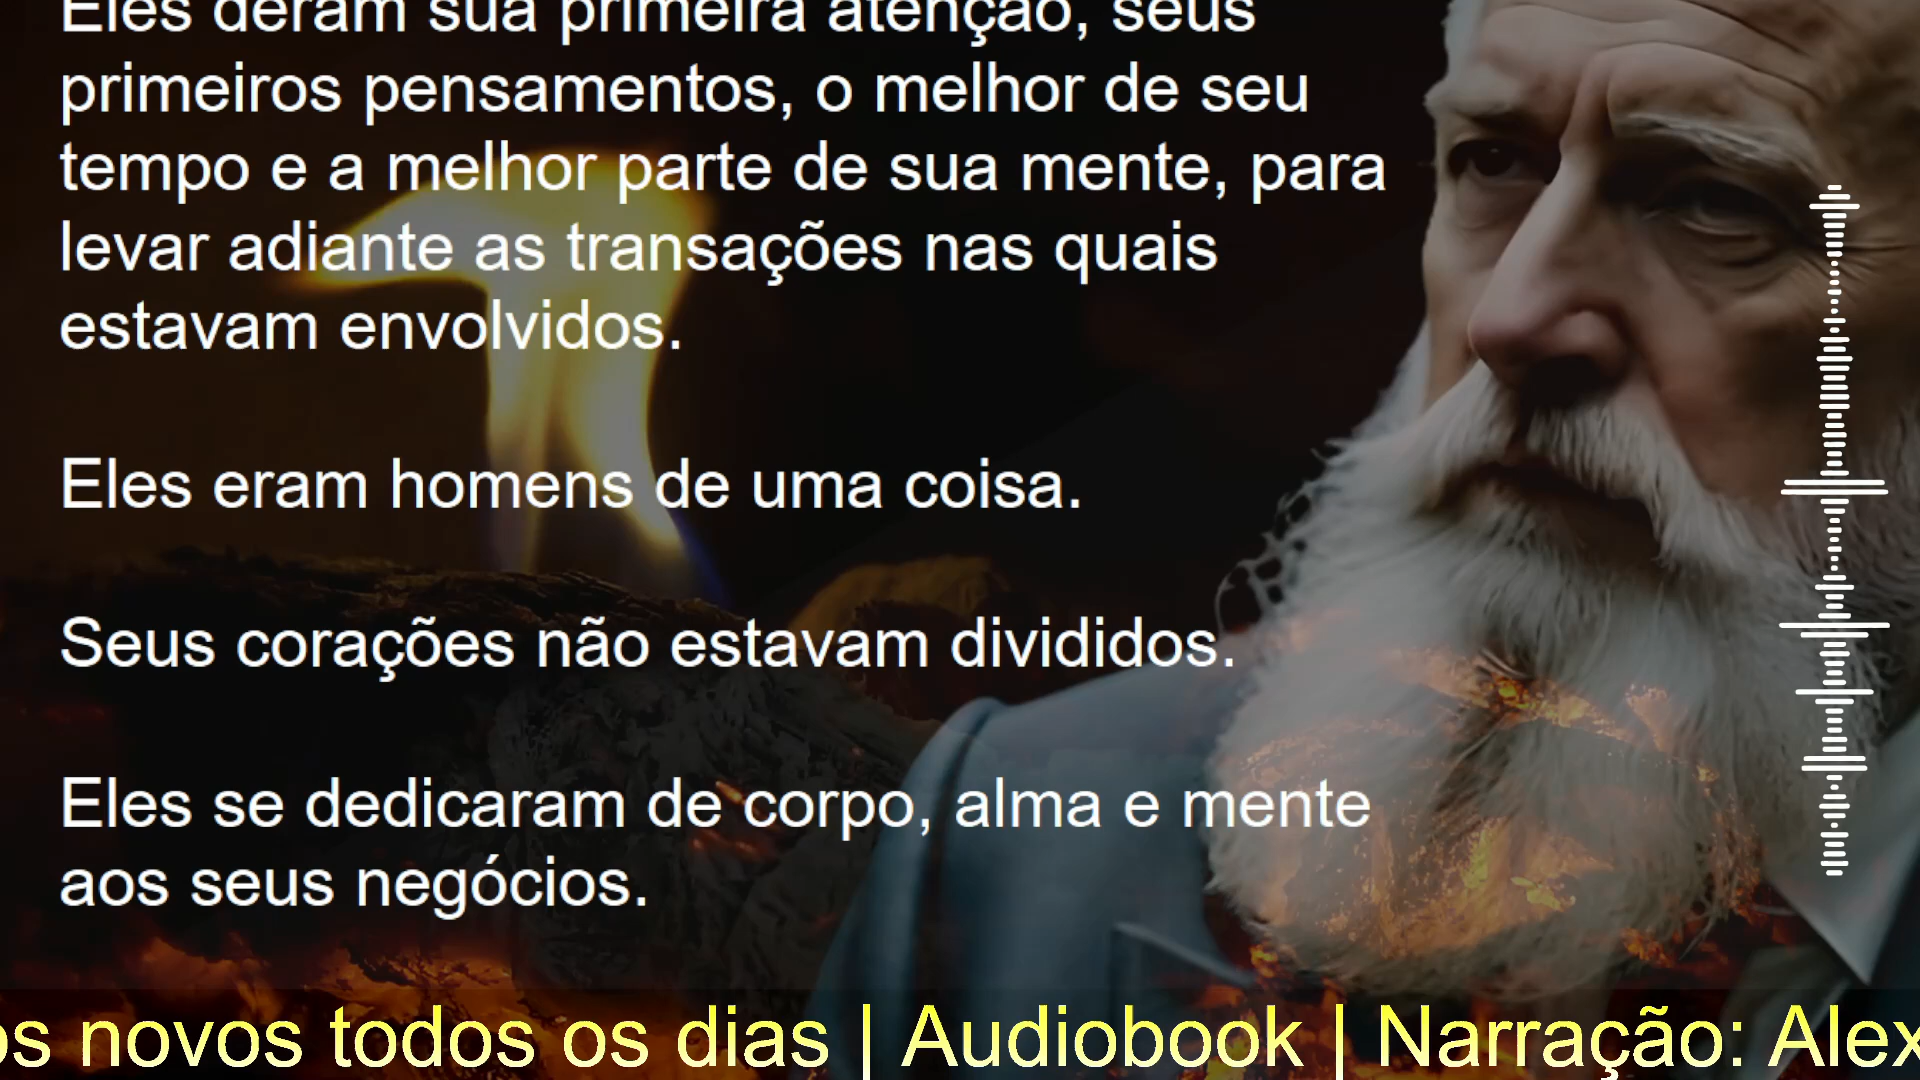 Eles deram sua primeira atenção, seus
primeiros pensamentos, o melhor de seu
tempo e a melhor parte de sua mente, para
levar adiante as transações nas quais
estavam envolvidos.
Eles eram homens de uma coisa.
Seus corações não estavam divididos.
Eles se dedicaram de corpo, alma e mente
aos seus negócios.
os novos todos os dias | Audiobook | Narração: Alex